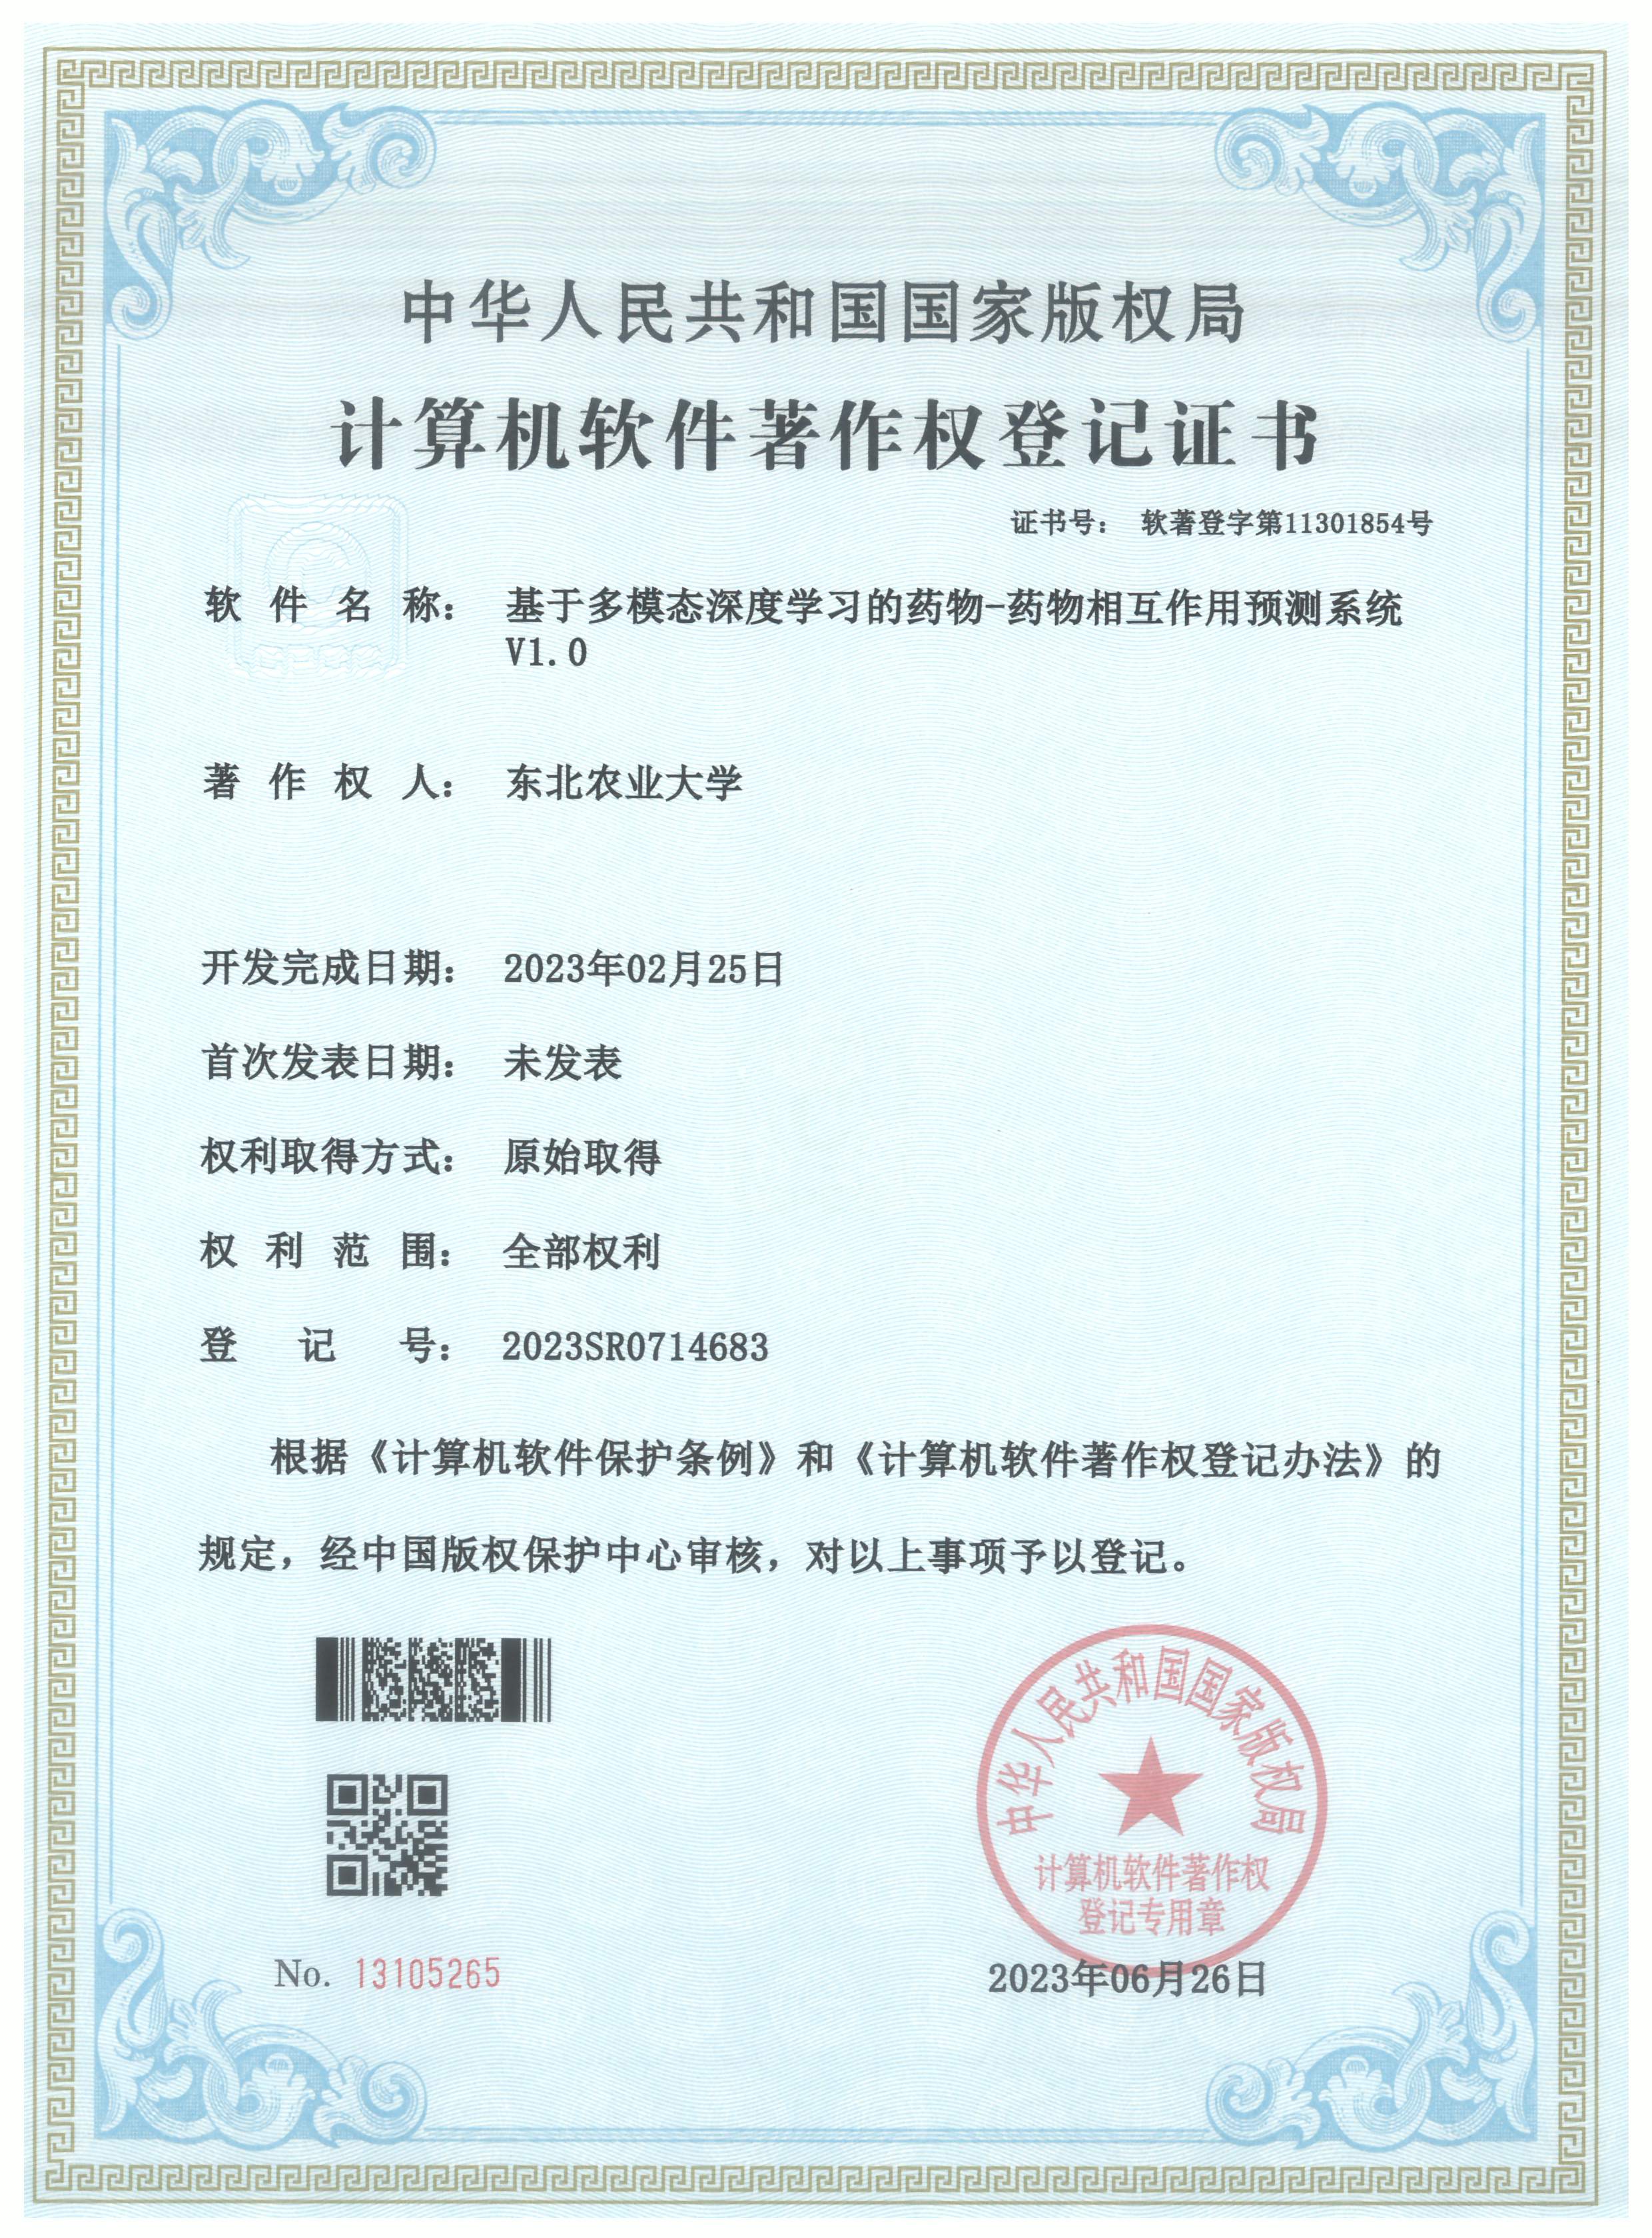 中华人民共和国国家版权局
计算机软件著作权登记证书
证书号： 软著登字第11301854号
软件名称： 基于多模态深度学习的药物-药物相互作用预测系统
V1.0
著作权人： 东北农业大学
开发完成日期： 2023年02月25日
首次发表日期： 未发表
权利取得方式： 原始取得
权利范围： 全部权利
登记号： 2023SR0714683
根据《计算机软件保护条例》和《计算机软件著作权登记办法》的
规定，经中国版权保护中心审核，对以上事项予以登记。
中华人民共和国国家版权局
计算机软件著作权
登记专用章
No. 13105265
2023年06月26日